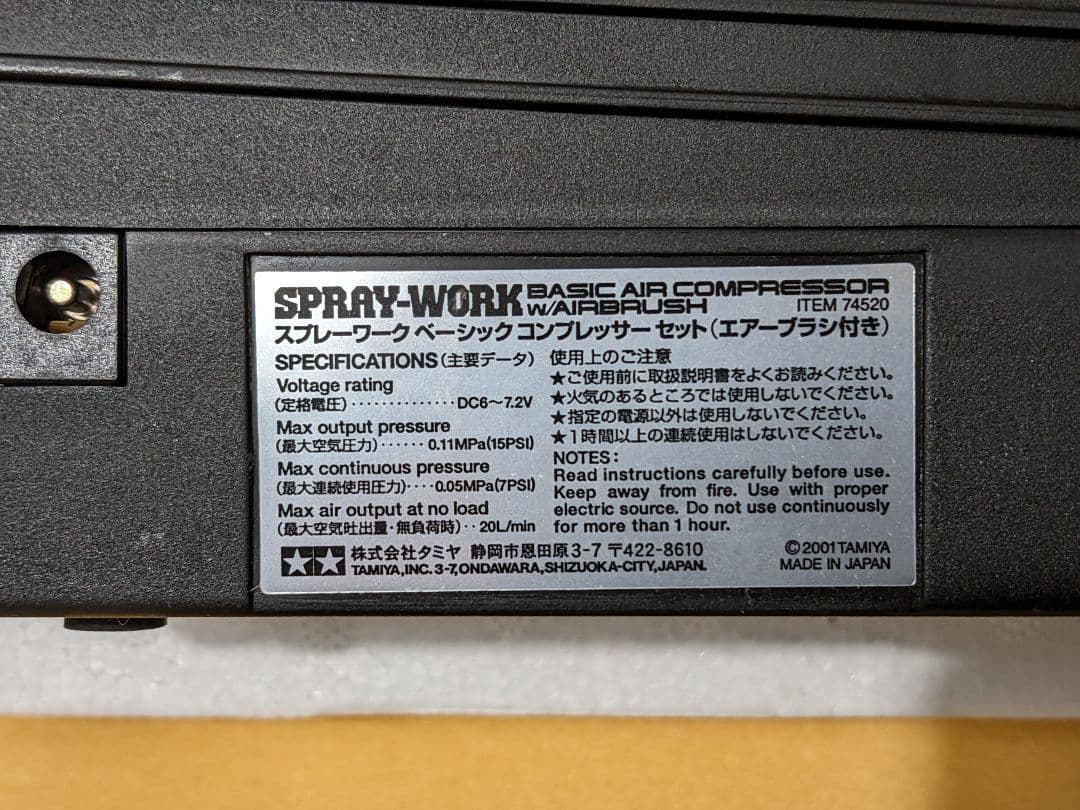 SPRAY-WORK BASIC AIR COMPRESSOR
W/AIRBRUSH ITEM 74520
スプレーワーク ベーシック コンプレッサー セット(エアーブラシ付き)
SPECIFICATIONS(主要データ)
Voltage rating
(定格電圧)··············DC6〜7.2V
Max output pressure
(最大空気圧力)······0.11MPa(15PSI)
Max continuous pressure
(最大連続使用圧力)····0.05MPa(7PSI)
Max air output at no load
(最大空気吐出量·無負荷時)··20L/min
使用上のご注意
★ご使用前に取扱説明書をよくお読みください。
★火気のあるところでは使用しないでください。
★指定の電源以外は使用しないでください。
★1時間以上の連続使用はしないでください。
NOTES:
Read instructions carefully before use.
Keep away from fire. Use with proper
electric source. Do not use continuously
for more than 1 hour.
株式会社タミヤ 静岡市恩田原3-7 〒422-8610
TAMIYA,INC. 3-7,ONDAWARA,SHIZUOKA-CITY,JAPAN.
©2001 TAMIYA
MADE IN JAPAN